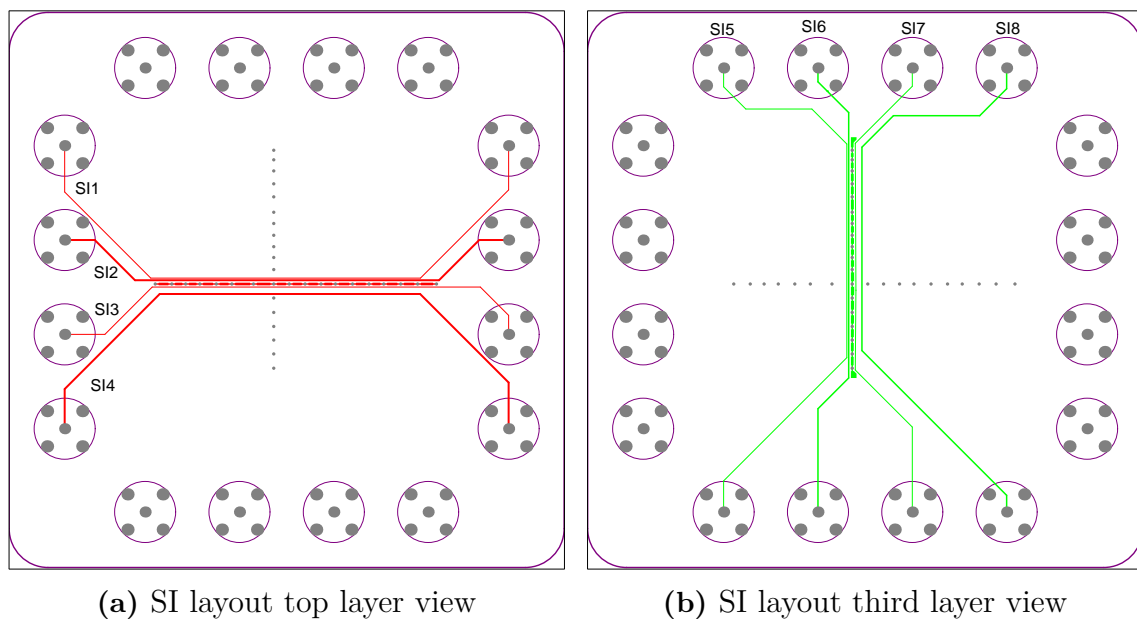 SI5
SI6
SI7
SI8
SI1
SI2
SI3
SI4
(a) SI layout top layer view
(b) SI layout third layer view